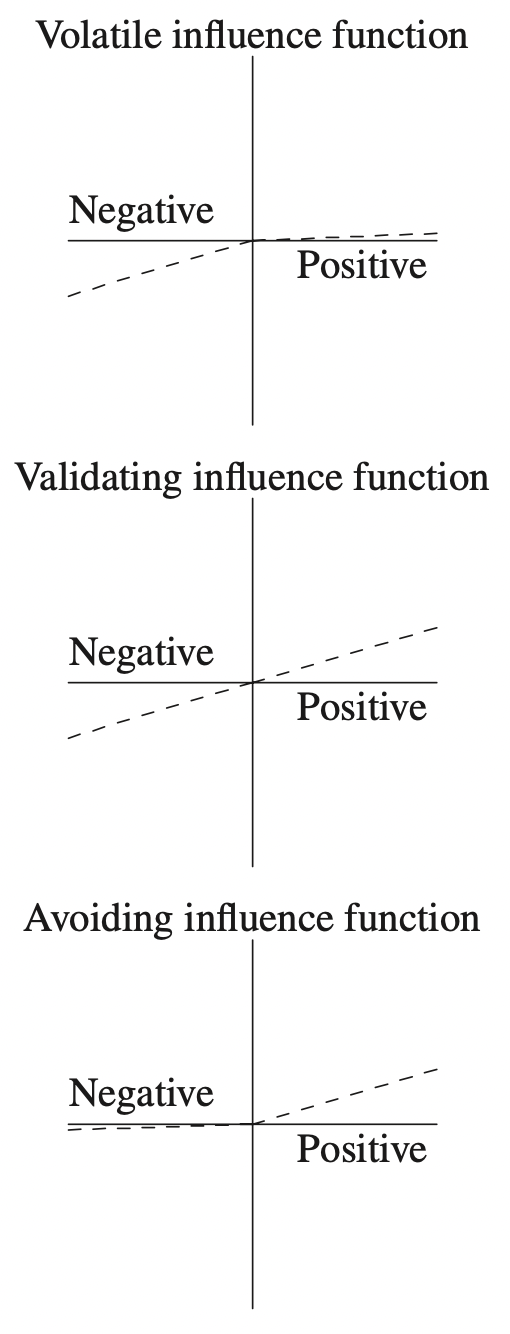 Volatile influence function
Negative
Positive
Validating influence function
Negative
Positive
Avoiding influence function
Negative
Positive